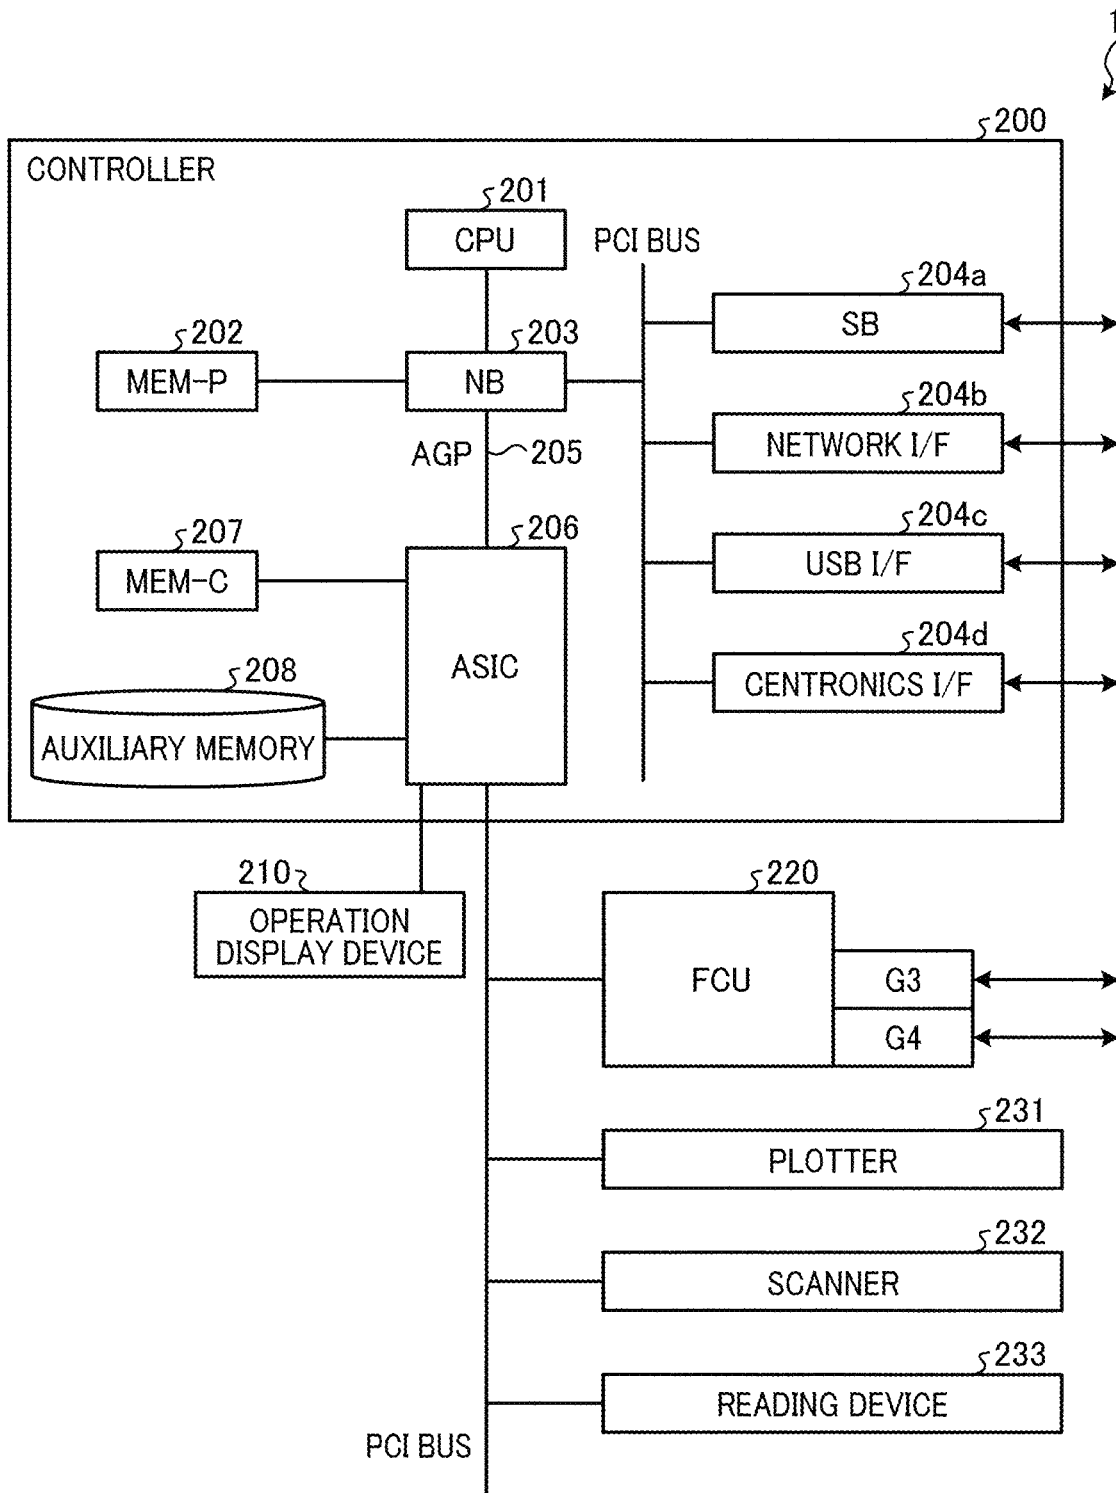 1
200
CONTROLLER
201
CPU
PCI BUS
204a
SB
202
MEM-P
203
NB
204b
NETWORK I/F
AGP
205
207
MEM-C
206
ASIC
204c
USB I/F
204d
CENTRONICS I/F
208
AUXILIARY MEMORY
210
OPERATION
DISPLAY DEVICE
220
FCU
G3
G4
231
PLOTTER
232
SCANNER
233
READING DEVICE
PCI BUS